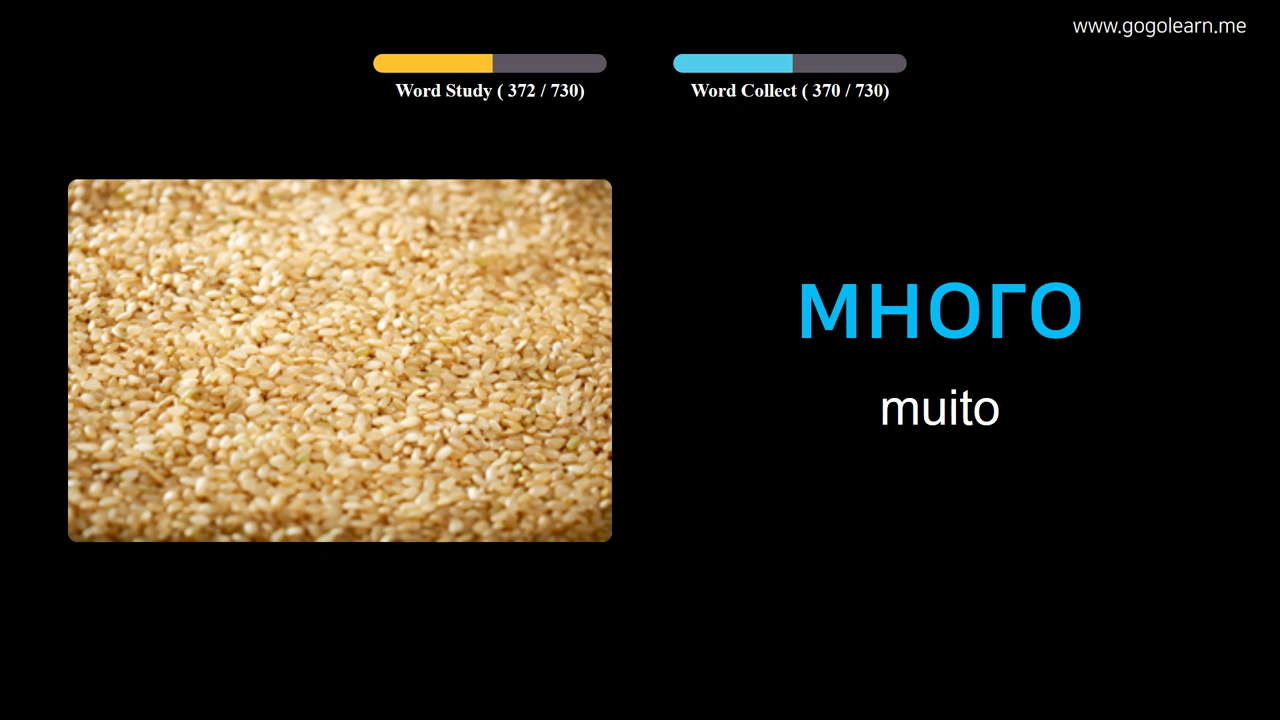 www.gogolearn.me
Word Study ( 372 / 730)
Word Collect ( 370 / 730)
много
muito